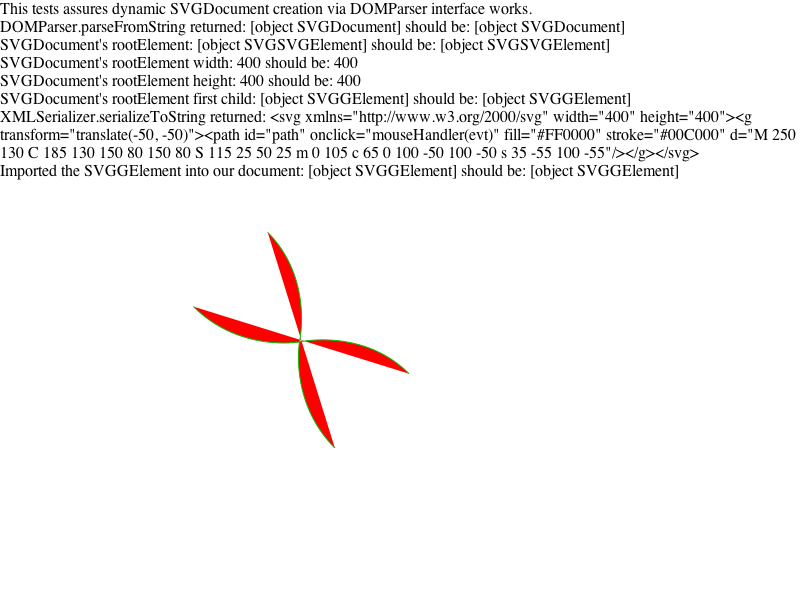 This tests assures dynamic SVGDocument creation via DOMParser interface works.
DOMParser.parseFromString returned: [object SVGDocument] should be: [object SVGDocument]
SVGDocument's rootElement: [object SVGSVGElement] should be: [object SVGSVGElement]
SVGDocument's rootElement width: 400 should be: 400
SVGDocument's rootElement height: 400 should be: 400
SVGDocument's rootElement first child: [object SVGGElement] should be: [object SVGGElement]
XMLSerializer.serializeToString returned: <svg xmlns="http://www.w3.org/2000/svg" width="400" height="400"><g
transform="translate(-50, -50)"><path id="path" onclick="mouseHandler(evt)" fill="#FF0000" stroke="#00C000" d="M 250
130 C 185 130 150 80 150 80 S 115 25 50 25 m 0 105 c 65 0 100 -50 100 -50 s 35 -55 100 -55"/></g></svg>
Imported the SVGGElement into our document: [object SVGGElement] should be: [object SVGGElement]